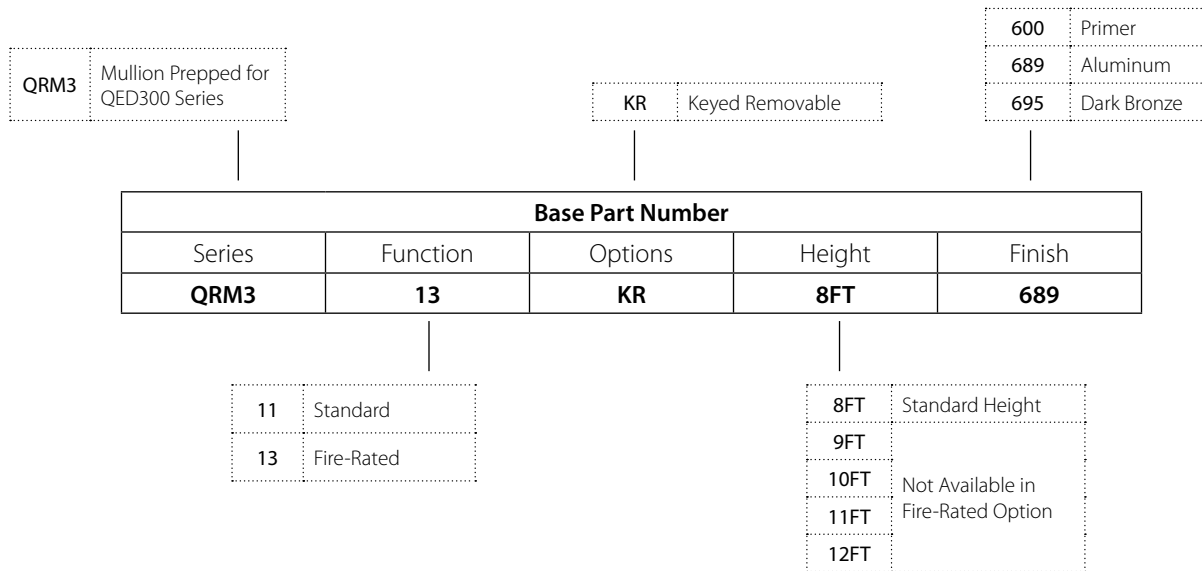 600 Primer
689 Aluminum
695 Dark Bronze
QRM3 Mullion Prepped for
QED300 Series
KR Keyed Removable
Base Part Number
Series Function Options Height Finish
QRM3 13 KR 8FT 689
11 Standard
13 Fire-Rated
8FT Standard Height
9FT
10FT
11FT
12FT
Not Available in
Fire-Rated Option